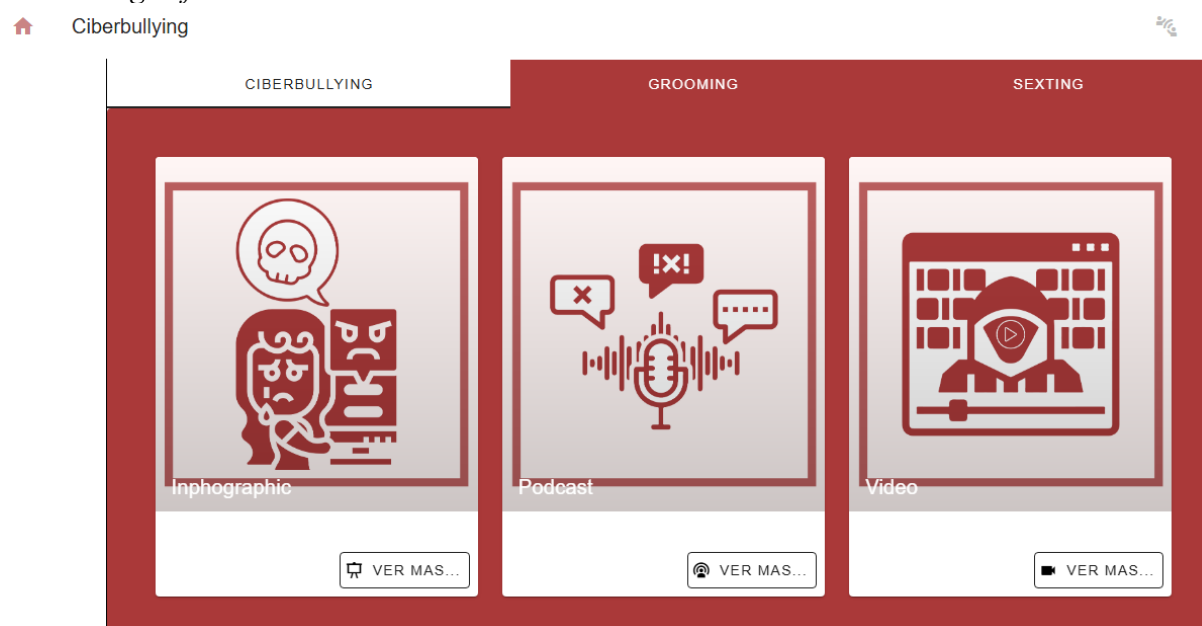 Ciberbullying
CIBERBULLYING GROOMING SEXTING
!X!
Inphographic Podcast Video
VER MAS... VER MAS... VER MAS...